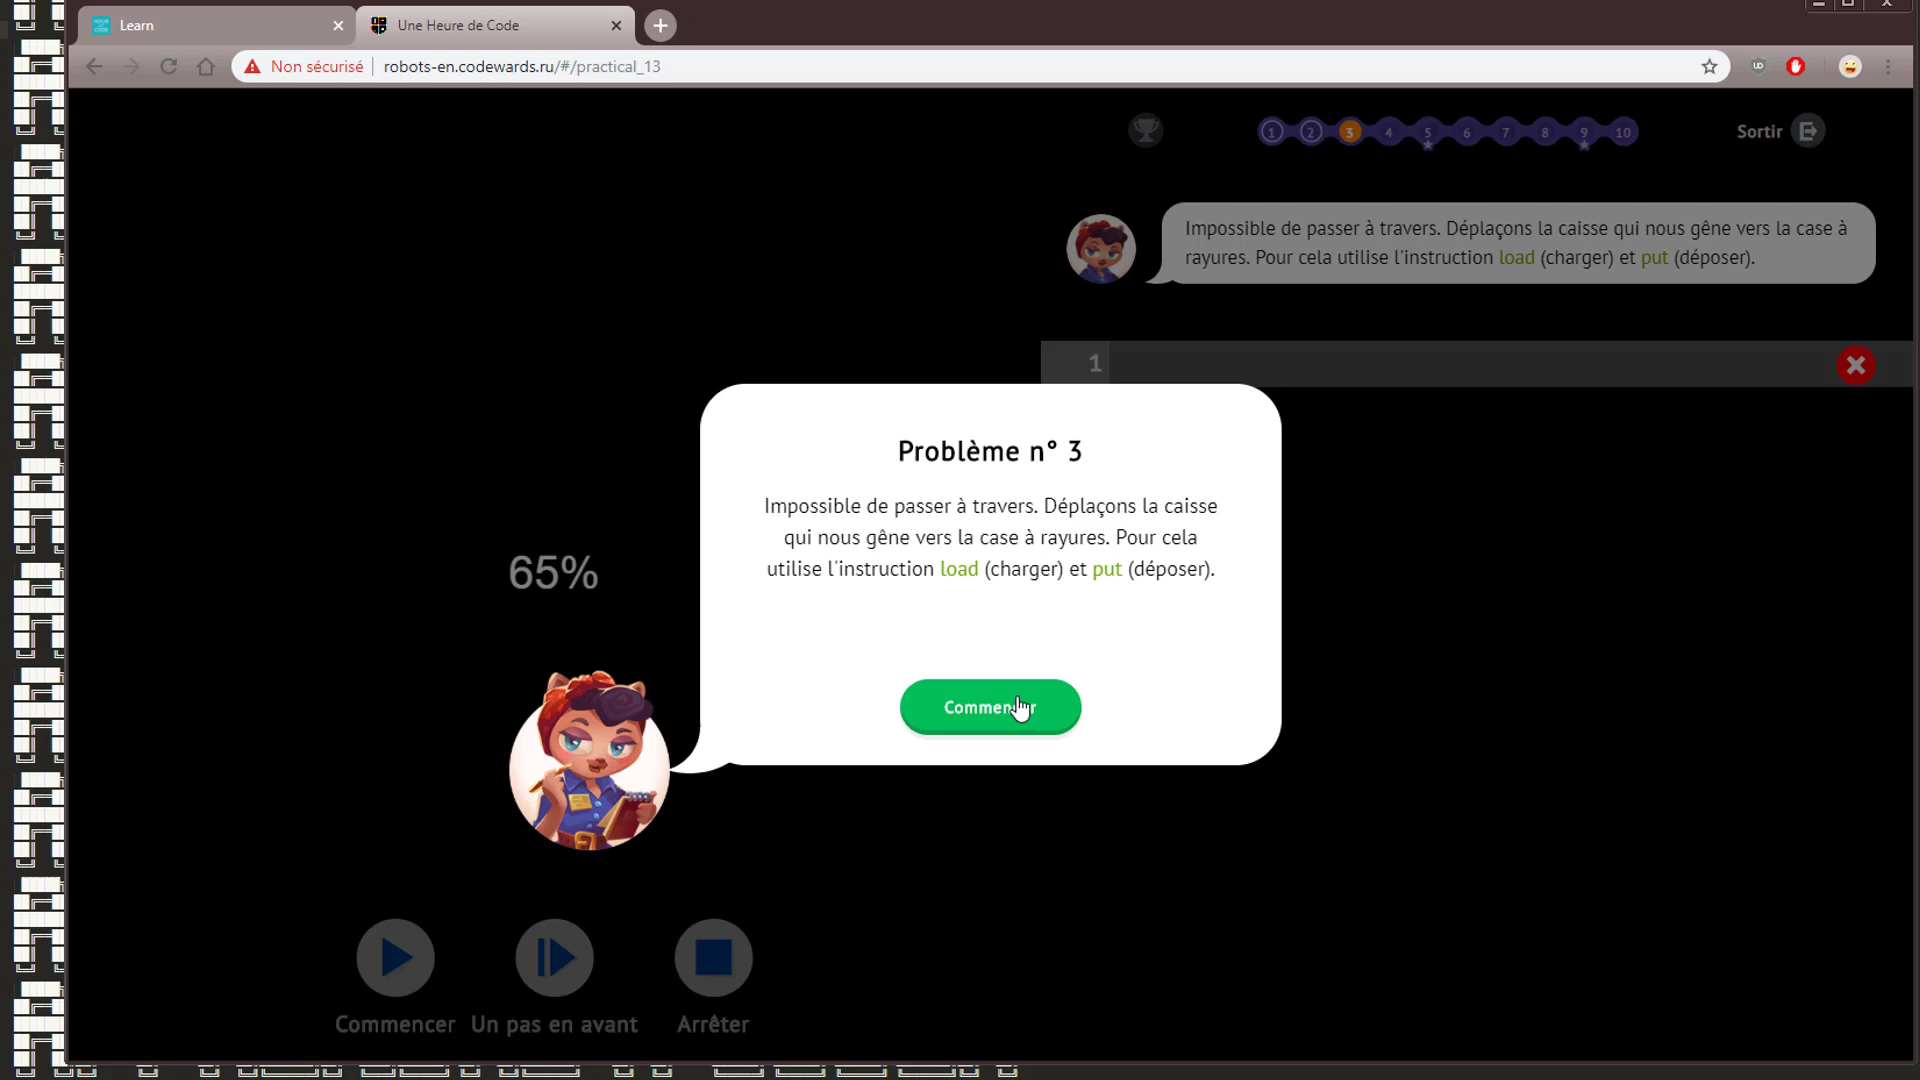 Learn
Une Heure de Code
Non sécurisé
robots-en.codewards.ru/#/practical_13
1 2 3 4 5 6 7 8 9 10
Sortir
Impossible de passer à travers. Déplaçons la caisse qui nous gêne vers la case à
rayures. Pour cela utilise l'instruction load (charger) et put (déposer).
1
Problème n° 3
Impossible de passer à travers. Déplaçons la caisse
qui nous gêne vers la case à rayures. Pour cela
utilise l'instruction load (charger) et put (déposer).
65%
Commencer
Commencer
Un pas en avant
Arrêter